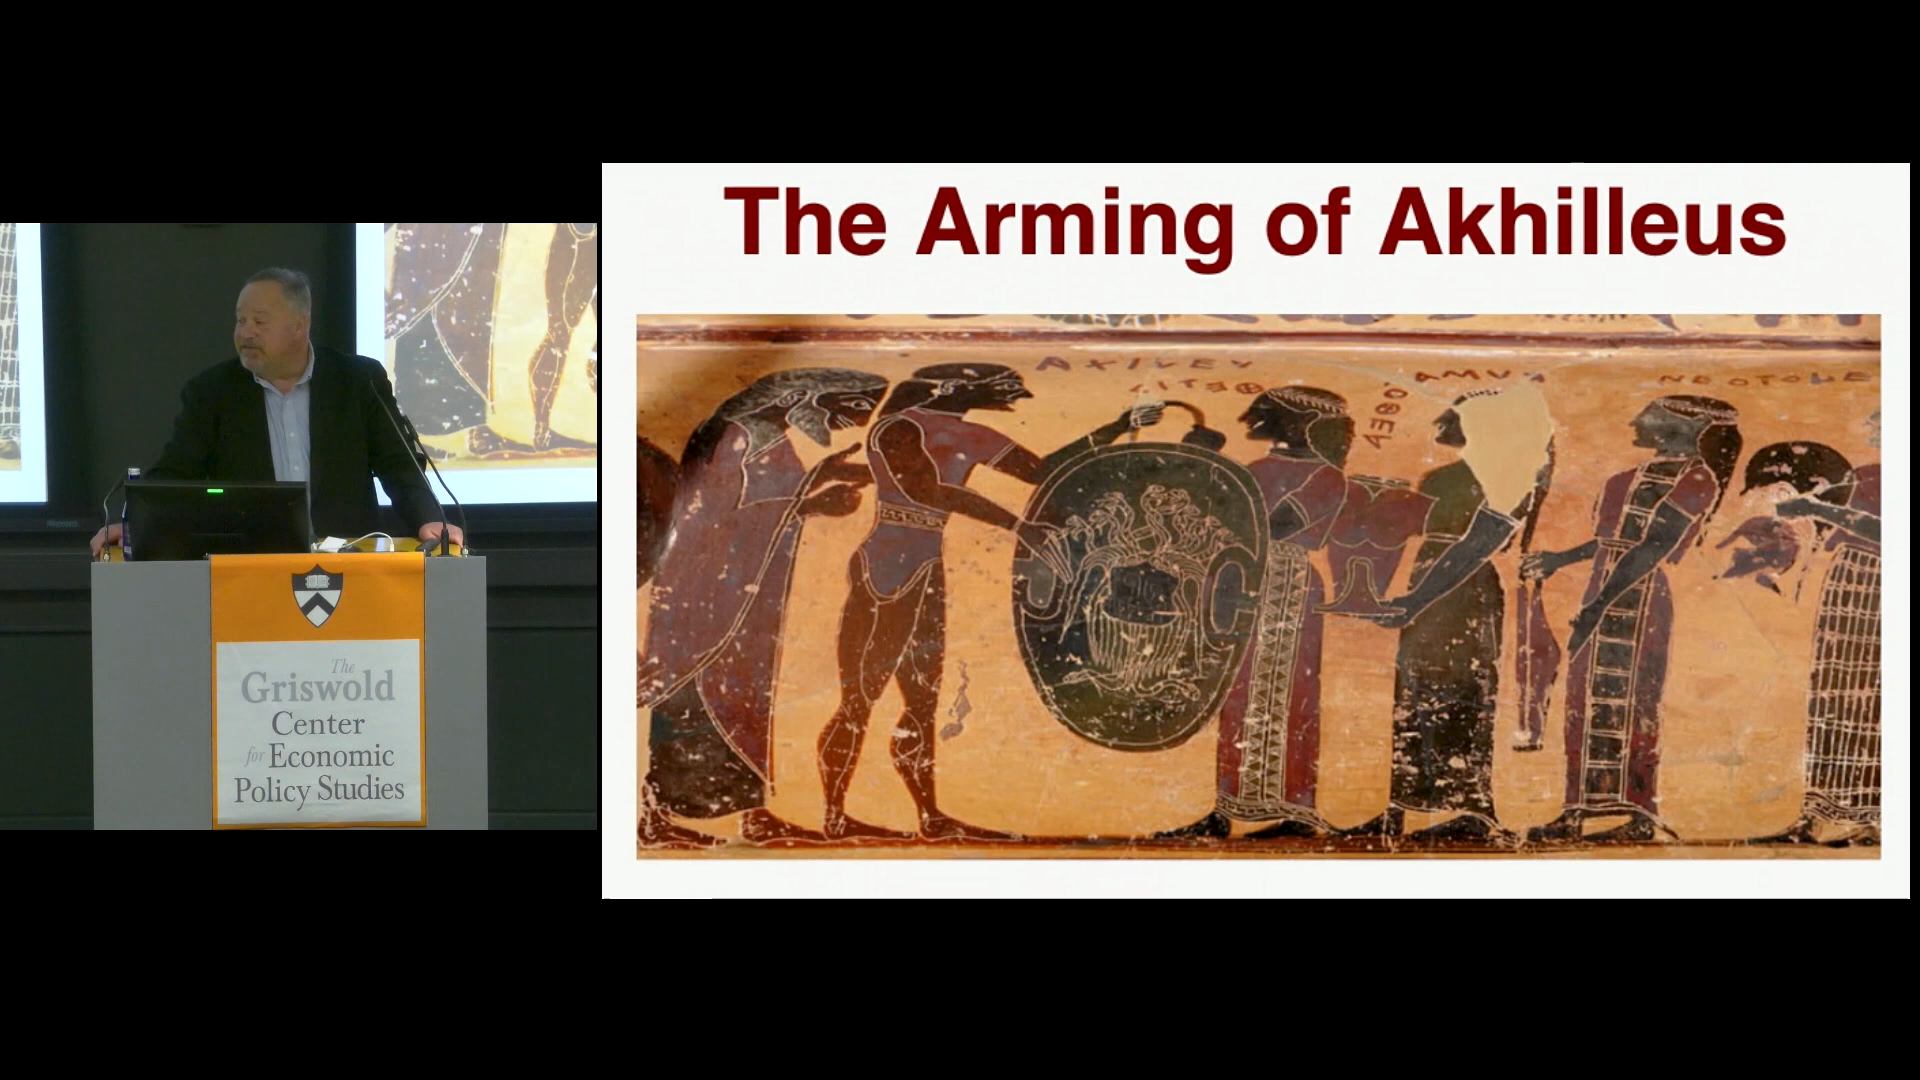 The Arming of Akhilleus
The
Griswold
Center
for Economic
Policy Studies